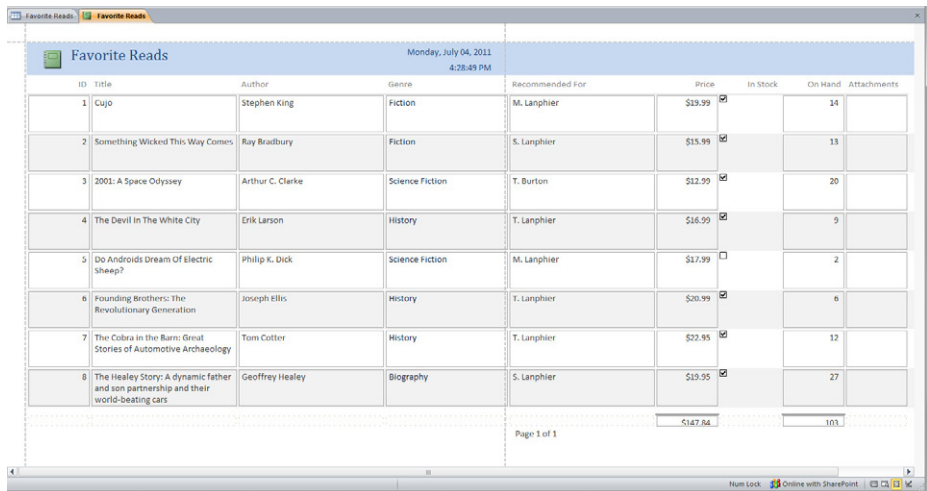 Favorite Reads Favorite Reads
Favorite Reads Monday, July 04, 2011
4:28:49 PM
ID Title Author Genre Recommended For Price In Stock On Hand Attachments
1 Cujo Stephen King Fiction M. Lanphier $19.99 14
2 Something Wicked This Way Comes Ray Bradbury Fiction S. Lanphier $15.99 13
3 2001: A Space Odyssey Arthur C. Clarke Science Fiction T. Burton $12.99 20
4 The Devil In The White City Erik Larson History T. Lanphier $16.99 9
5 Do Androids Dream Of Electric Philip K. Dick Science Fiction M. Lanphier $17.99 2
Sheep?
6 Founding Brothers: The Joseph Ellis History T. Lanphier $20.99 6
Revolutionary Generation
7 The Cobra in the Barn: Great Tom Cotter History T. Lanphier $22.95 12
Stories of Automotive Archaeology
8 The Healey Story: A dynamic father Geoffrey Healey Biography S. Lanphier $19.95 27
and son partnership and their
world-beating cars
$147.84 103
Page 1 of 1
Num Lock Online with SharePoint